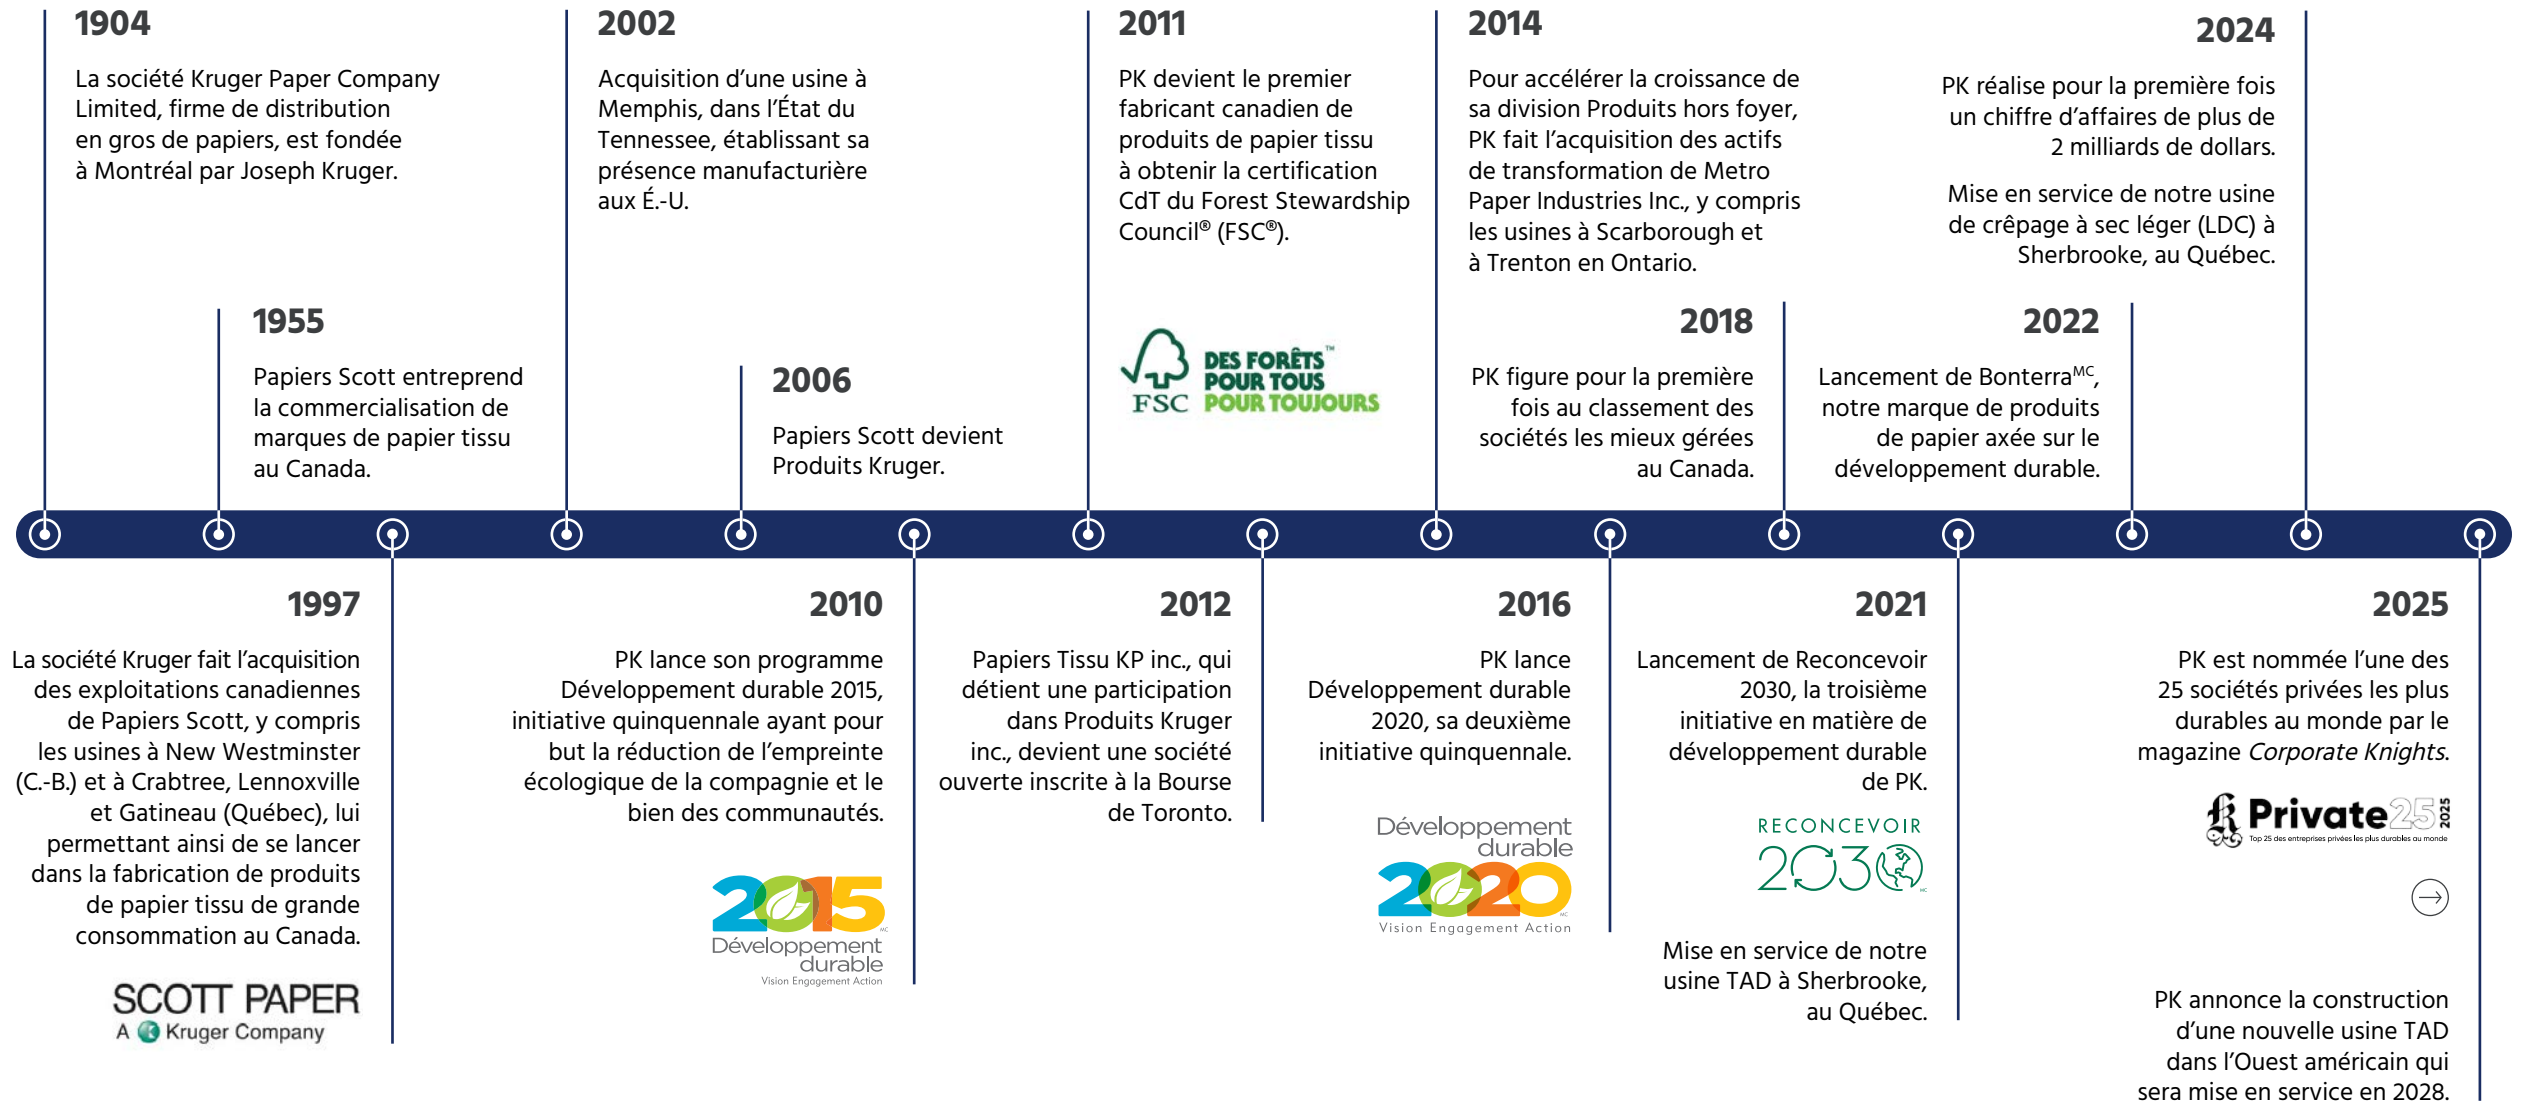 1904
La société Kruger Paper Company
Limited, firme de distribution
en gros de papiers, est fondée
à Montréal par Joseph Kruger.
1955
Papiers Scott entreprend
la commercialisation de
marques de papier tissu
au Canada.
1997
La société Kruger fait l’acquisition
des exploitations canadiennes
de Papiers Scott, y compris
les usines à New Westminster
(C.-B.) et à Crabtree, Lennoxville
et Gatineau (Québec), lui
permettant ainsi de se lancer
dans la fabrication de produits
de papier tissu de grande
consommation au Canada.
SCOTT PAPER
A K Kruger Company
2002
Acquisition d’une usine à
Memphis, dans l’État du
Tennessee, établissant sa
présence manufacturière
aux É.-U.
2006
Papiers Scott devient
Produits Kruger.
2010
PK lance son programme
Développement durable 2015,
initiative quinquennale ayant pour
but la réduction de l’empreinte
écologique de la compagnie et le
bien des communautés.
2015 MC
Développement
durable
Vision Engagement Action
2011
PK devient le premier
fabricant canadien de
produits de papier tissu
à obtenir la certification
CdT du Forest Stewardship
Council® (FSC®).
FSC
DES FORÊTS™
POUR TOUS
POUR TOUJOURS
2012
Papiers Tissu KP inc., qui
détient une participation
dans Produits Kruger
inc., devient une société
ouverte inscrite à la Bourse
de Toronto.
2014
Pour accélérer la croissance de
sa division Produits hors foyer,
PK fait l’acquisition des actifs
de transformation de Metro
Paper Industries Inc., y compris
les usines à Scarborough et
à Trenton en Ontario.
2016
PK lance
Développement durable
2020, sa deuxième
initiative quinquennale.
Développement
durable
2020 MC
Vision Engagement Action
2018
PK figure pour la première
fois au classement des
sociétés les mieux gérées
au Canada.
2021
Lancement de Reconcevoir
2030, la troisième
initiative en matière de
développement durable
de PK.
RECONCEVOIR
2030 MC
Mise en service de notre
usine TAD à Sherbrooke,
au Québec.
2022
Lancement de Bonterra^MC,
notre marque de produits
de papier axée sur le
développement durable.
2024
PK réalise pour la première fois
un chiffre d’affaires de plus de
2 milliards de dollars.
Mise en service de notre usine
de crêpage à sec léger (LDC) à
Sherbrooke, au Québec.
2025
PK est nommée l’une des
25 sociétés privées les plus
durables au monde par le
magazine Corporate Knights.
K Private25 2025
Top 25 des entreprises privées les plus durables au monde
PK annonce la construction
d’une nouvelle usine TAD
dans l’Ouest américain qui
sera mise en service en 2028.